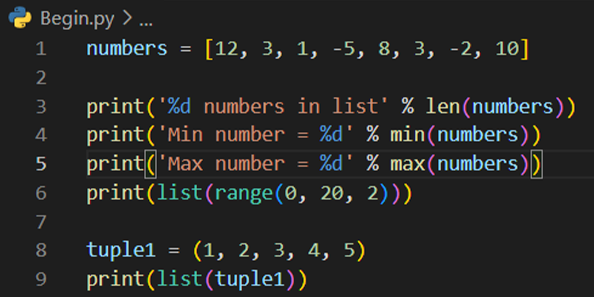 Begin.py > ...
1 numbers = [12, 3, 1, -5, 8, 3, -2, 10]
2
3 print('%d numbers in list' % len(numbers))
4 print('Min number = %d' % min(numbers))
5 print('Max number = %d' % max(numbers))
6 print(list(range(0, 20, 2)))
7
8 tuple1 = (1, 2, 3, 4, 5)
9 print(list(tuple1))